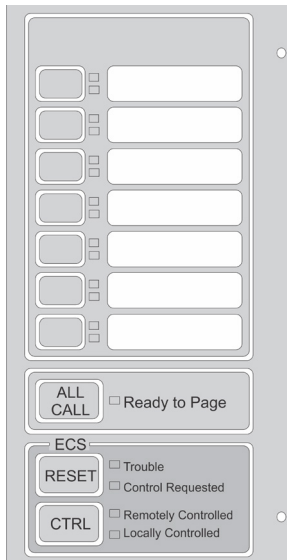 ALL
CALL
Ready to Page
ECS
RESET
Trouble
Control Requested
CTRL
Remotely Controlled
Locally Controlled